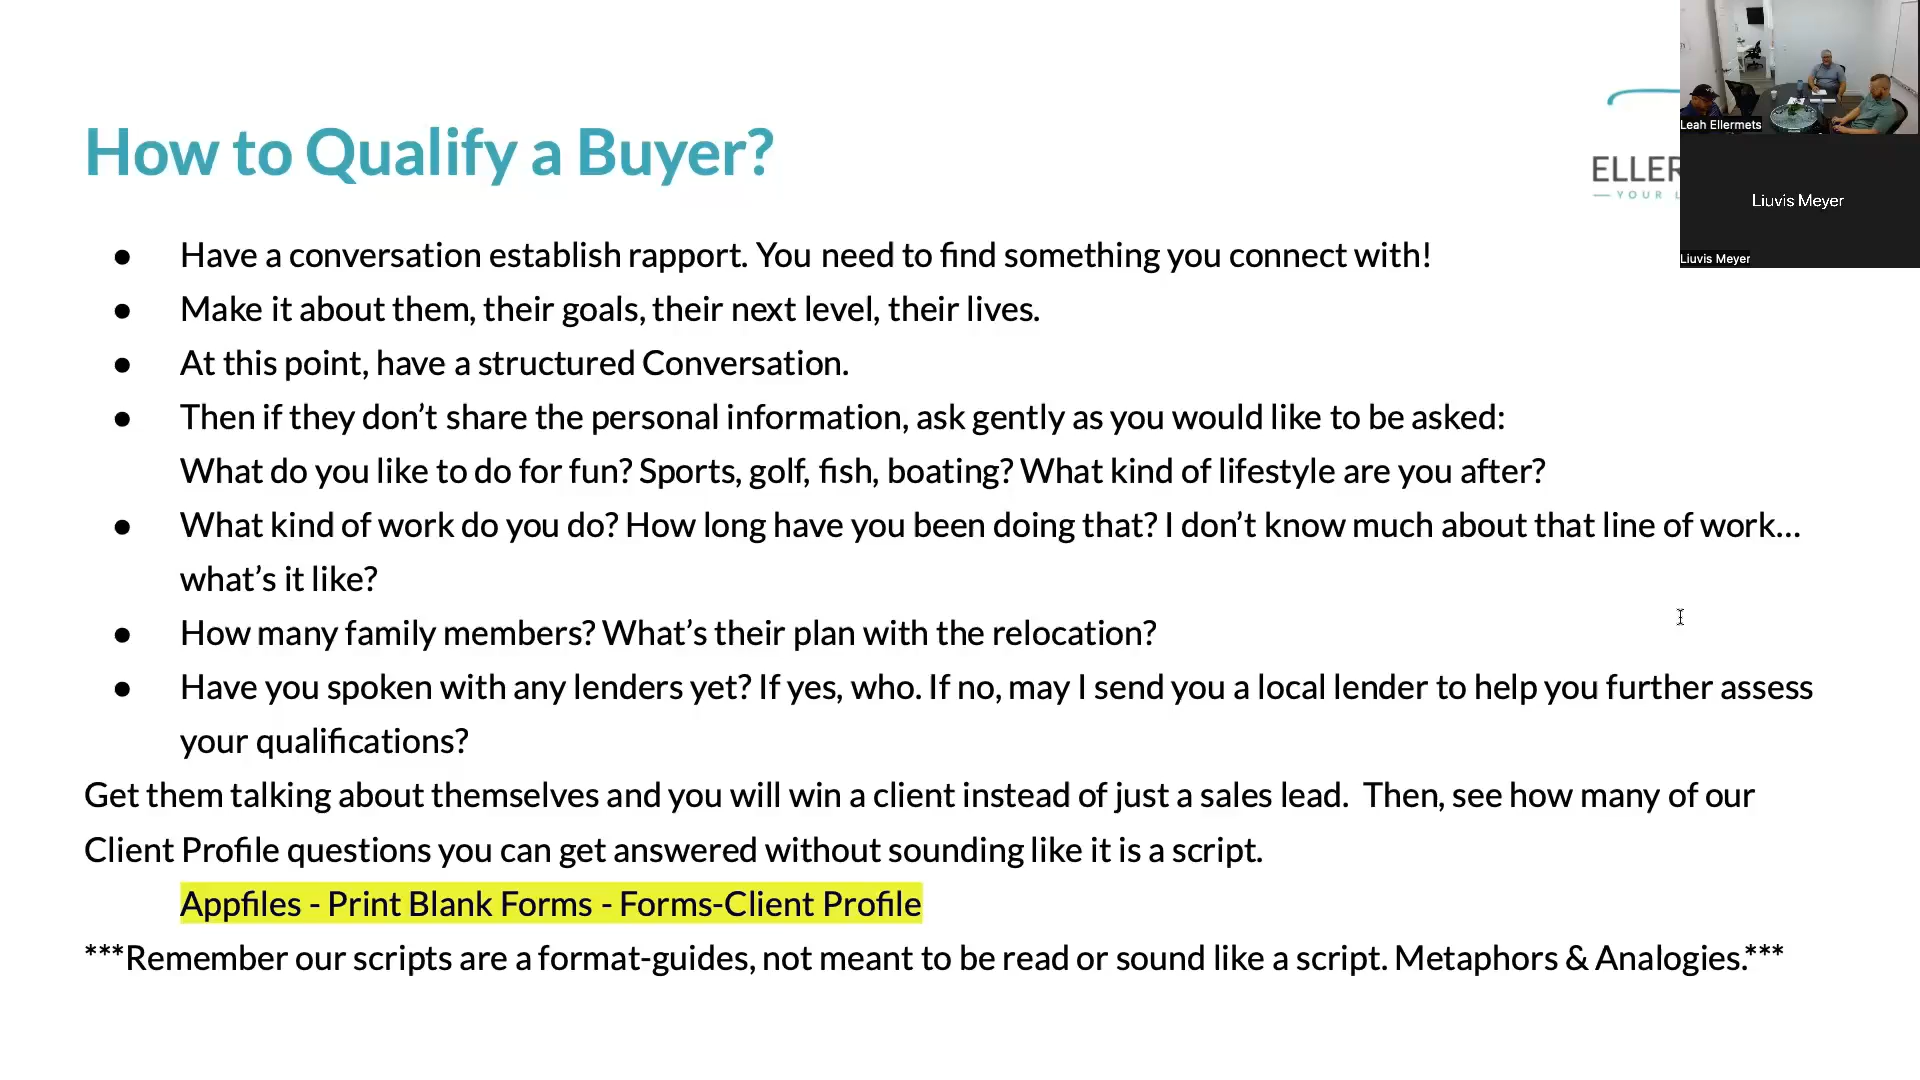 How to Qualify a Buyer?
● Have a conversation establish rapport. You need to find something you connect with!
● Make it about them, their goals, their next level, their lives.
● At this point, have a structured Conversation.
● Then if they don’t share the personal information, ask gently as you would like to be asked:
What do you like to do for fun? Sports, golf, fish, boating? What kind of lifestyle are you after?
● What kind of work do you do? How long have you been doing that? I don’t know much about that line of work...
what’s it like?
● How many family members? What’s their plan with the relocation?
● Have you spoken with any lenders yet? If yes, who. If no, may I send you a local lender to help you further assess
your qualifications?
Get them talking about themselves and you will win a client instead of just a sales lead.  Then, see how many of our
Client Profile questions you can get answered without sounding like it is a script.
Appfiles - Print Blank Forms - Forms-Client Profile
***Remember our scripts are a format-guides, not meant to be read or sound like a script. Metaphors & Analogies.***
ELLER
YOUR L
Leah Ellermets
Liuvis Meyer
Liuvis Meyer